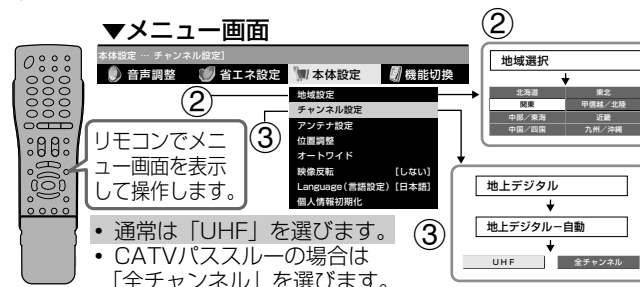 ▼メニュー画面
本体設定 … チャンネル設定]
音声調整 省エネ設定 本体設定 機能切換
②
地域設定
③
チャンネル設定
アンテナ設定
位置調整
オートワイド
映像反転 [しない]
Language(言語設定) [日本語]
個人情報初期化
リモコンでメニ
ュー画面を表示
して操作します。
• 通常は「UHF」を選びます。
• CATVパススルーの場合は
「全チャンネル」を選びます。
②
地域選択
北海道 東北
関東 甲信越／北陸
中部／東海 近畿
中国／四国 九州／沖縄
③
地上デジタル
地上デジタル－自動
UHF 全チャンネル